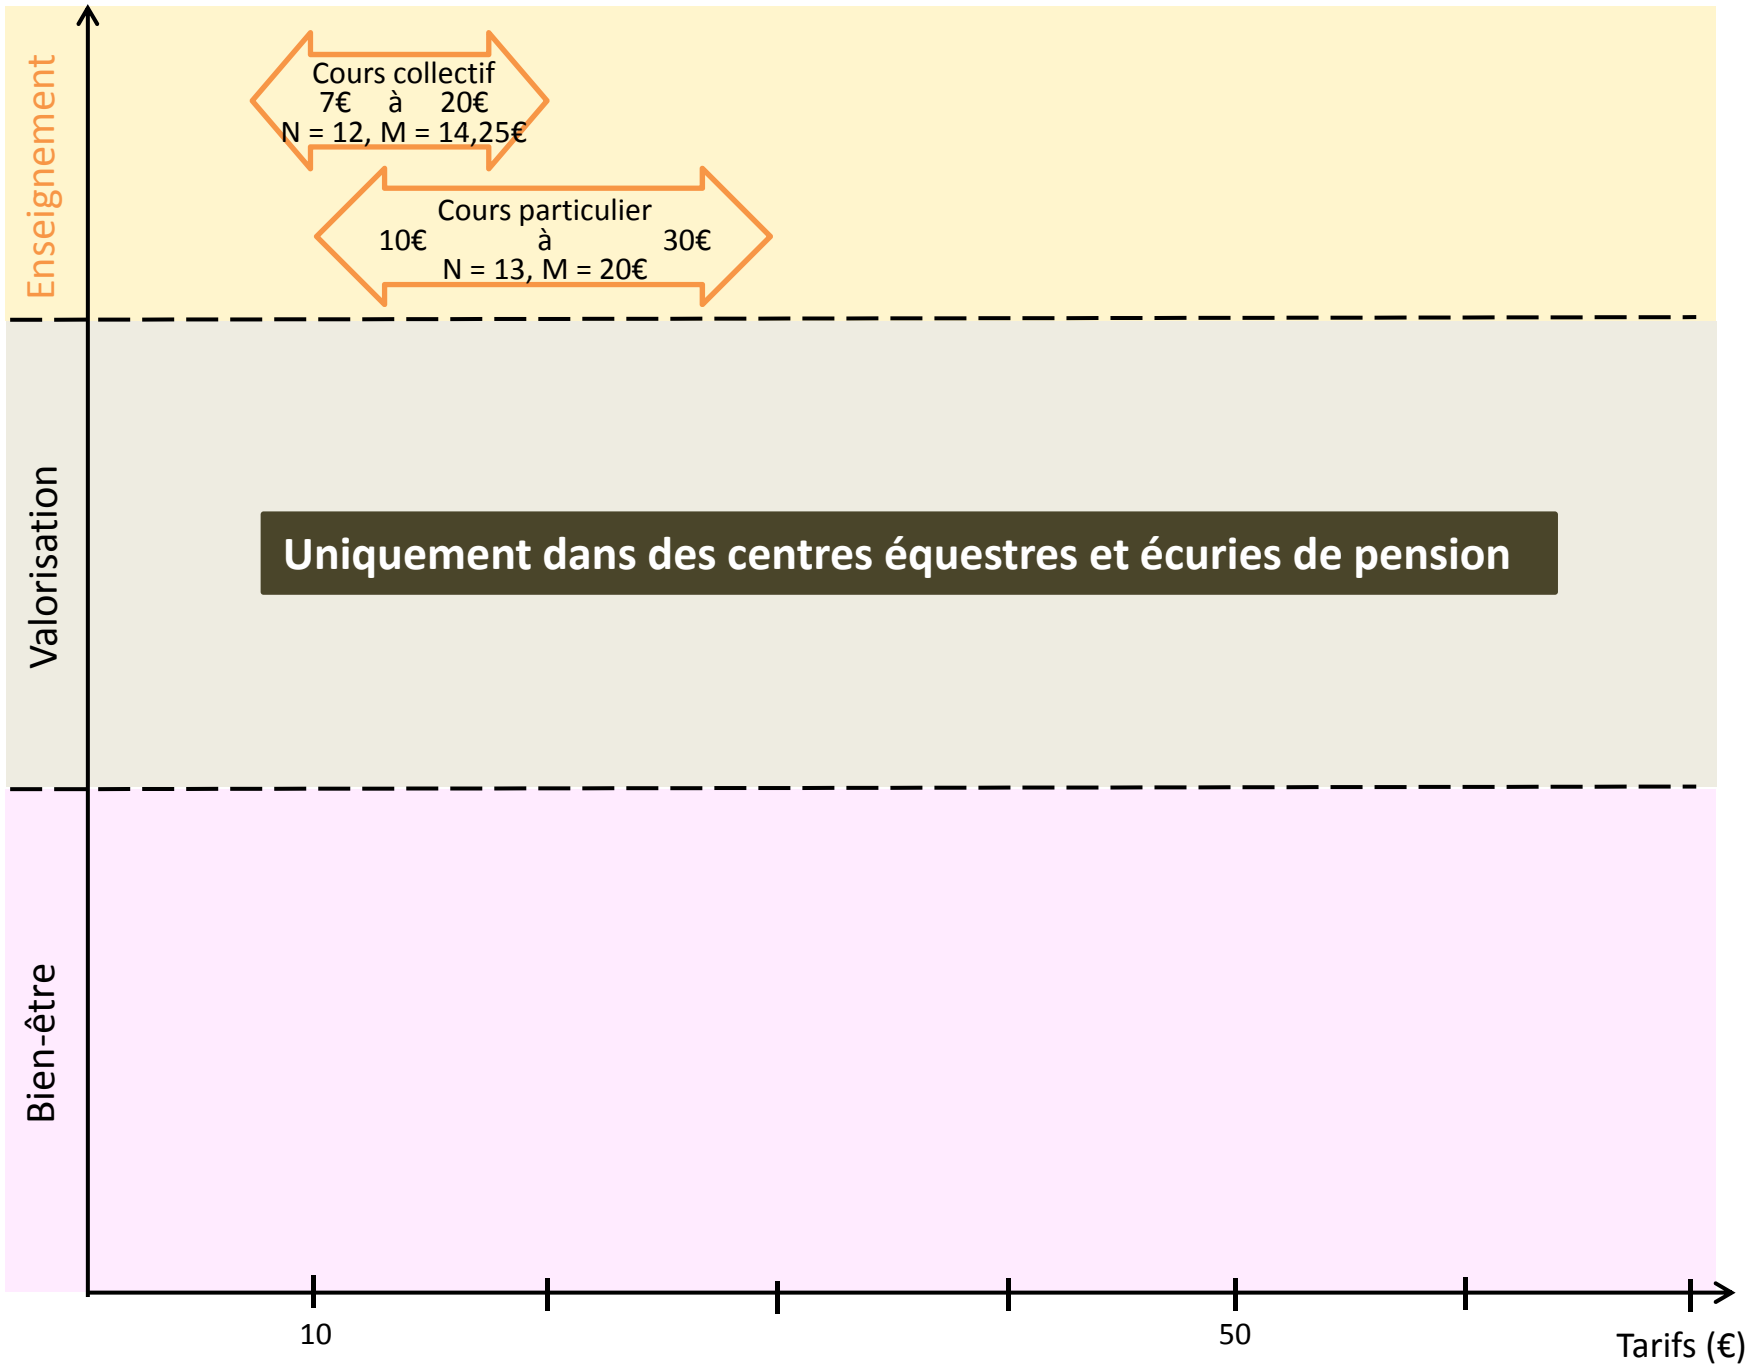 Enseignement
Cours collectif
7€ à 20€
N = 12, M = 14,25€
Cours particulier
10€ à 30€
N = 13, M = 20€
Valorisation
Uniquement dans des centres équestres et écuries de pension
Bien-être
10
50
Tarifs (€)